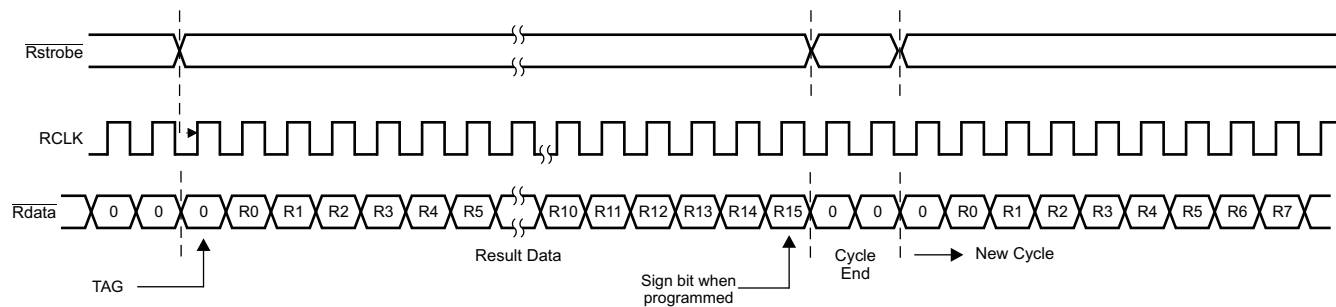 Rstrobe
RCLK
Rdata
0 0 0 R0 R1 R2 R3 R4 R5 R10 R11 R12 R13 R14 R15 0 0 0 R0 R1 R2 R3 R4 R5 R6 R7
TAG
Result Data
Sign bit when
programmed
Cycle
End
New Cycle